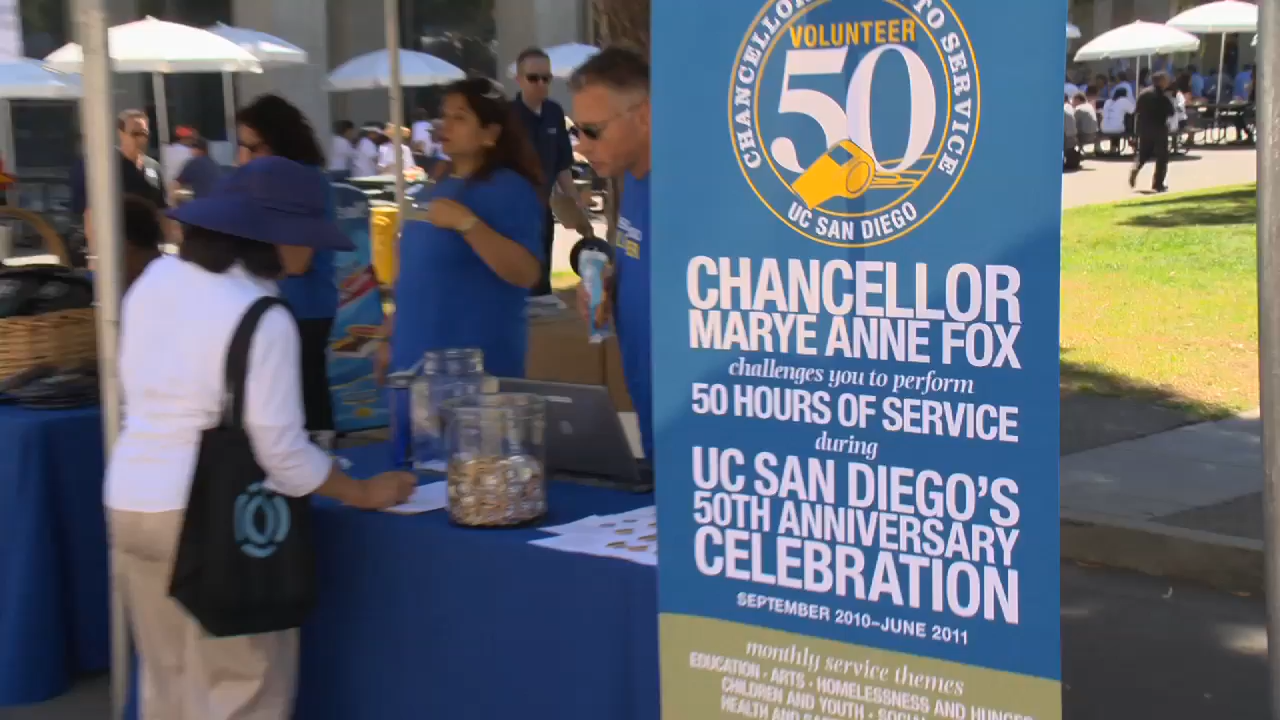 CHANCELLOR TO SERVICE
VOLUNTEER
50
UC SAN DIEGO
CHANCELLOR
MARYE ANNE FOX
challenges you to perform
50 HOURS OF SERVICE
during
UC SAN DIEGO'S
50TH ANNIVERSARY
CELEBRATION
SEPTEMBER 2010–JUNE 2011
monthly service themes
EDUCATION · ARTS · HOMELESSNESS AND HUNGER
CHILDREN AND YOUTH ·
HEALTH AND